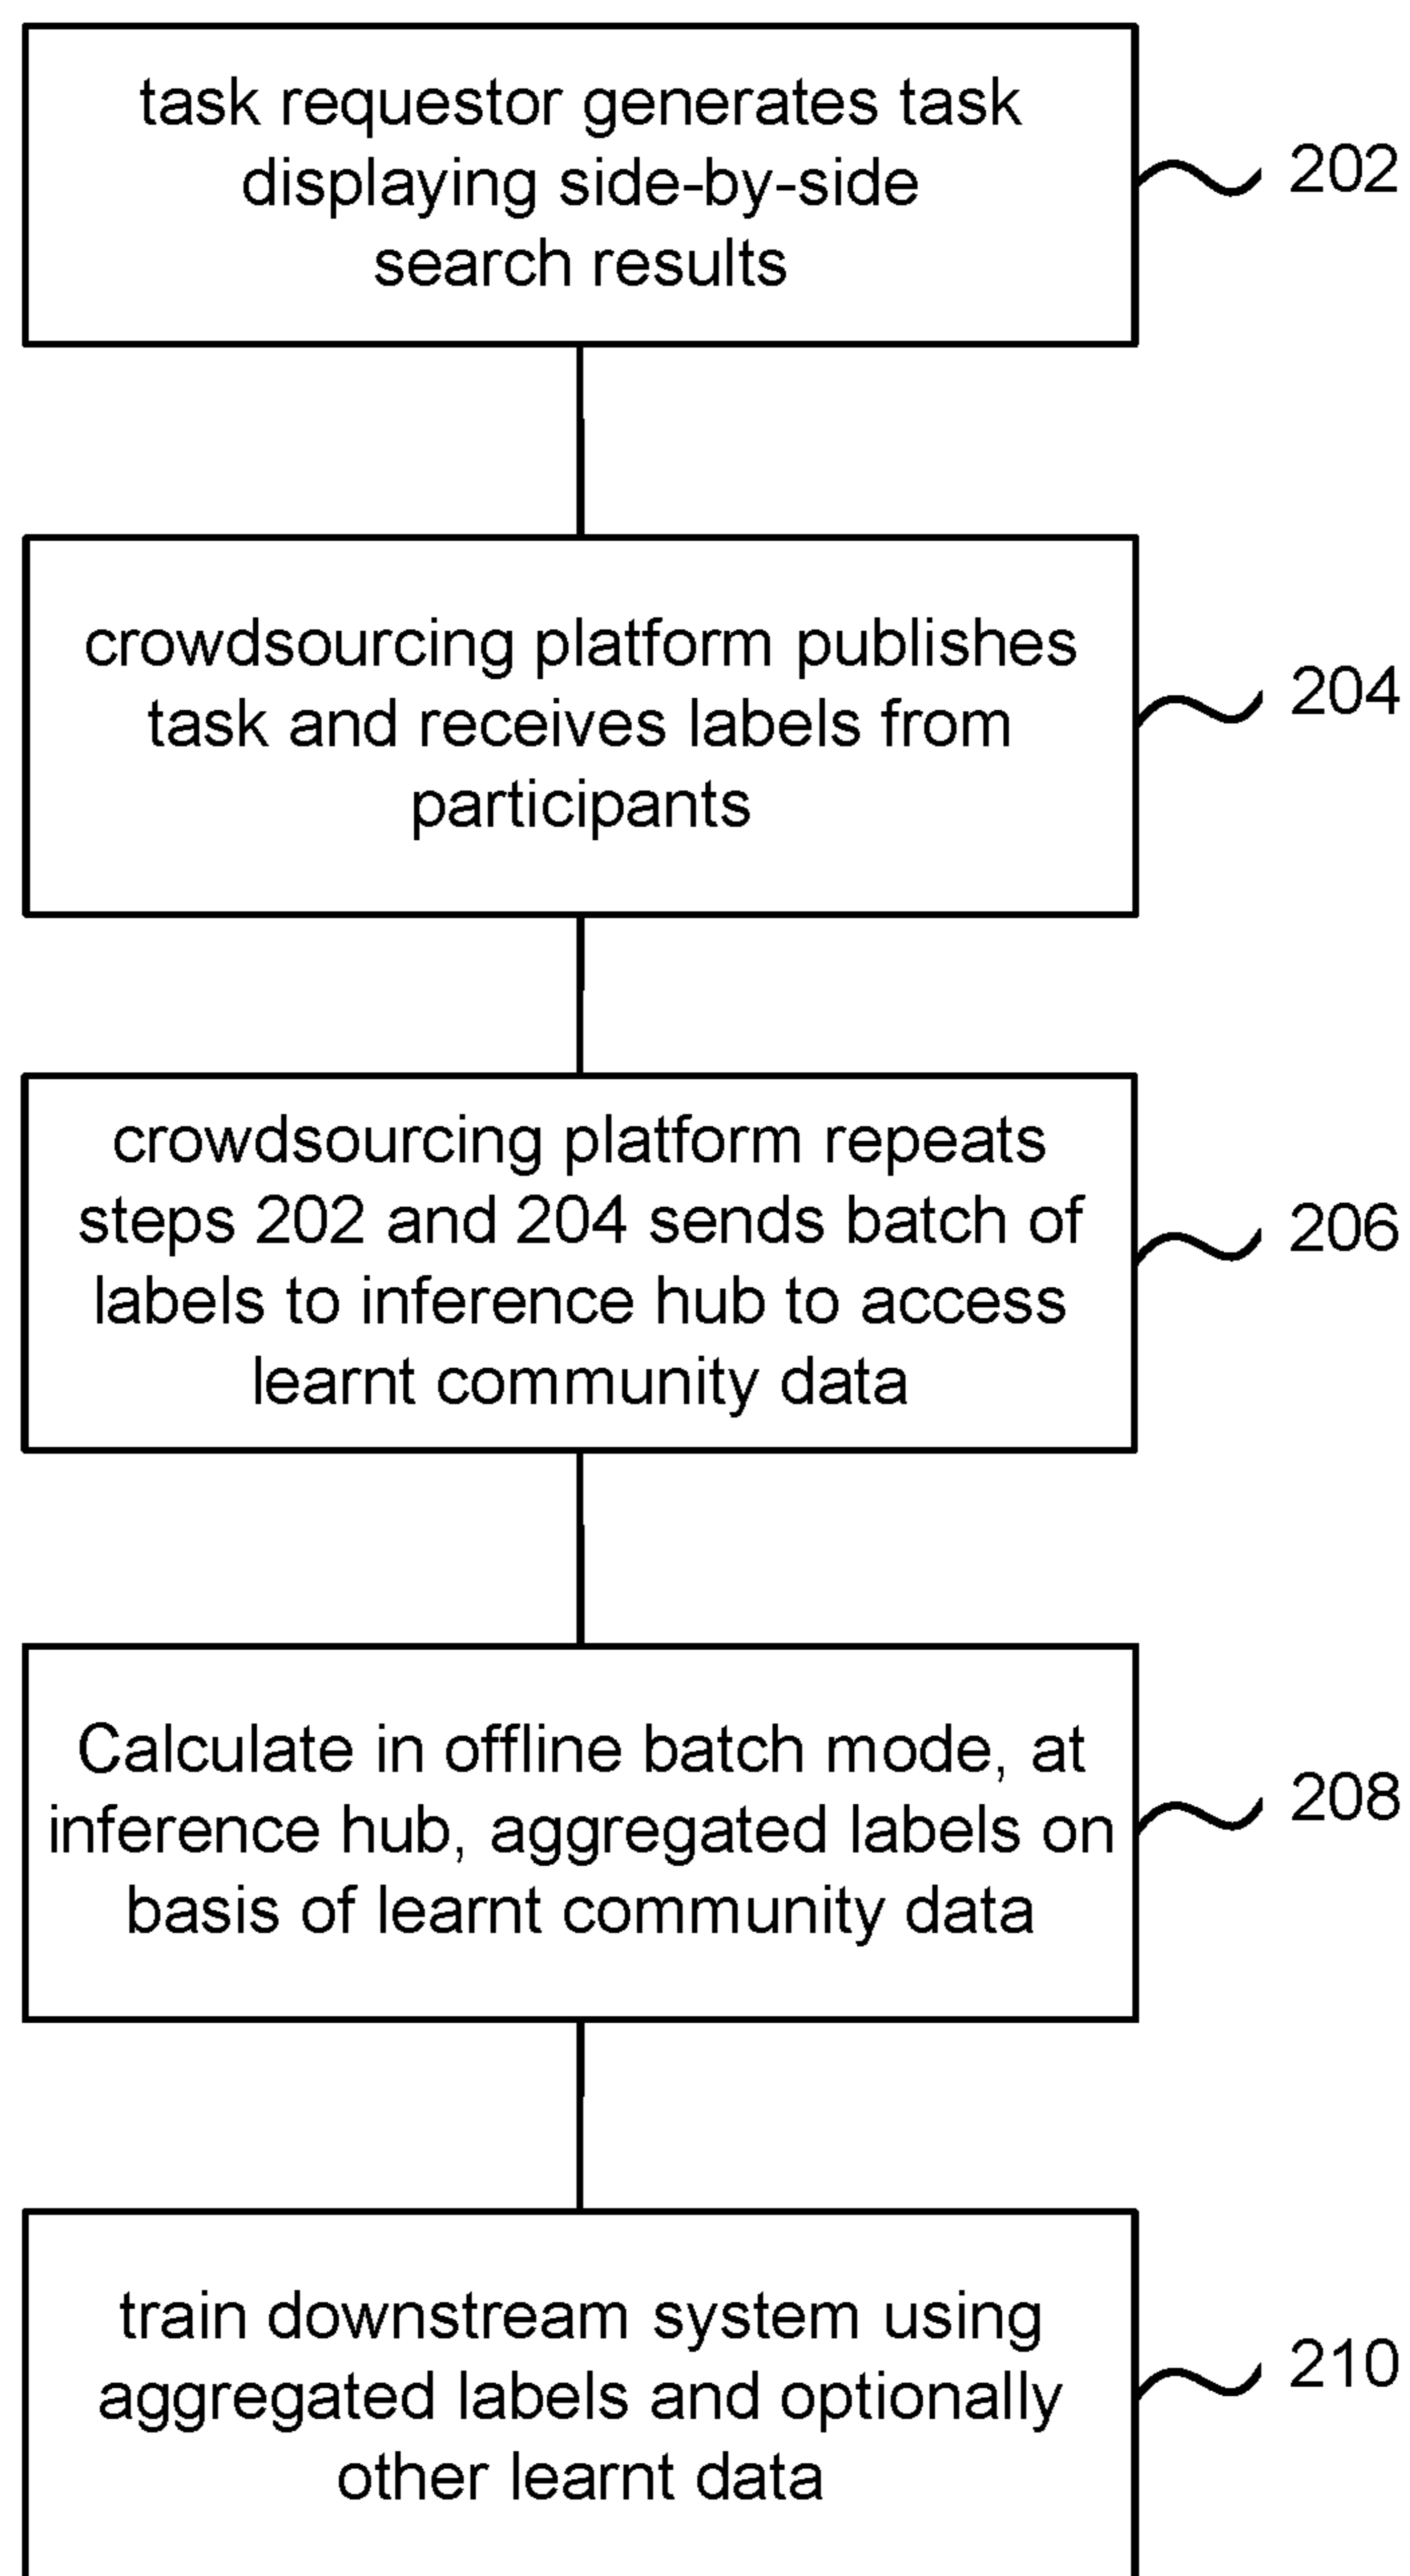 task requestor generates task
displaying side-by-side
search results
202
crowdsourcing platform publishes
task and receives labels from
participants
204
crowdsourcing platform repeats
steps 202 and 204 sends batch of
labels to inference hub to access
learnt community data
206
Calculate in offline batch mode, at
inference hub, aggregated labels on
basis of learnt community data
208
train downstream system using
aggregated labels and optionally
other learnt data
210